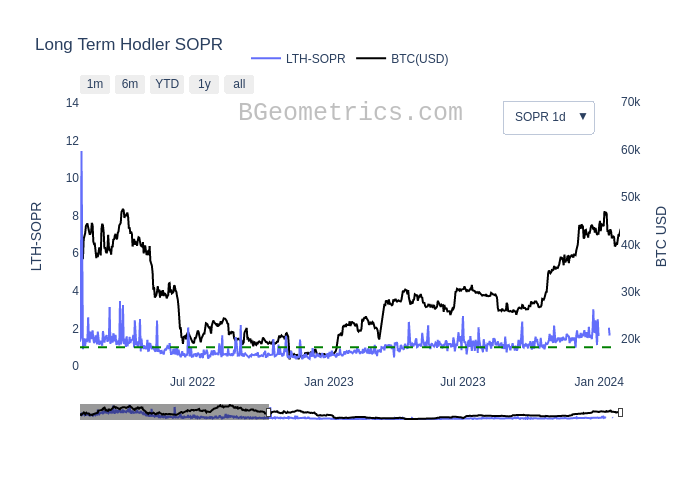 Long Term Hodler SOPR
LTH-SOPR BTC(USD)
1m 6m YTD 1y all
BGeometrics.com
SOPR 1d ▼
14
12
10
8
6
4
2
0
LTH-SOPR
70k
60k
50k
40k
30k
20k
BTC USD
Jul 2022 Jan 2023 Jul 2023 Jan 2024